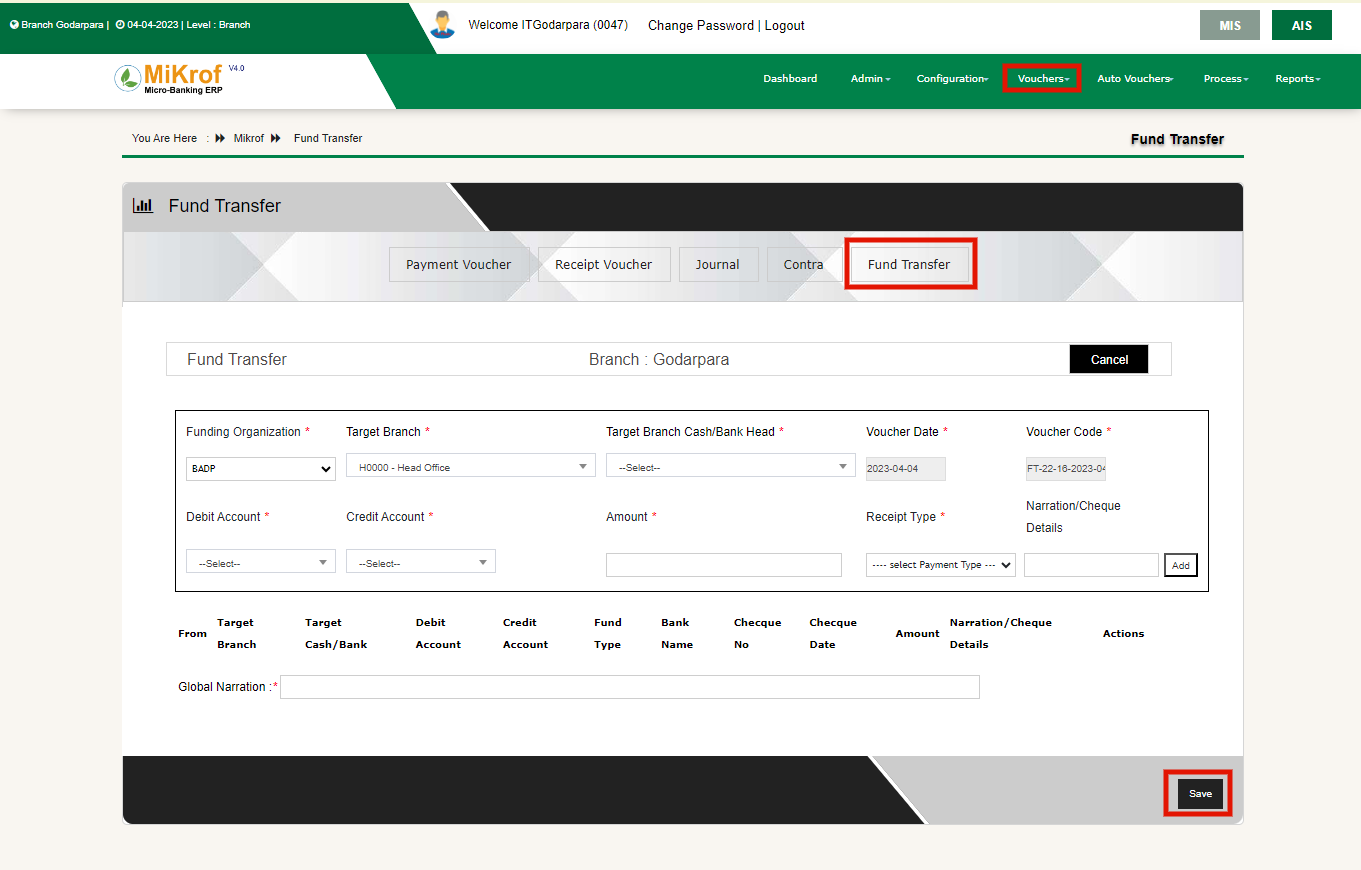 Branch Godarpara | 04-04-2023 | Level : Branch
Welcome ITGodarpara (0047) Change Password | Logout
MIS AIS
MiKrof V4.0
Micro-Banking ERP
Dashboard Admin Configuration Vouchers Auto Vouchers Process Reports
You Are Here : Mikrof Fund Transfer
Fund Transfer
Fund Transfer
Payment Voucher Receipt Voucher Journal Contra Fund Transfer
Fund Transfer Branch : Godarpara Cancel
Funding Organization * Target Branch * Target Branch Cash/Bank Head * Voucher Date * Voucher Code *
BADP H0000 - Head Office --Select-- 2023-04-04 FT-22-16-2023-04
Debit Account * Credit Account * Amount * Receipt Type * Narration/Cheque
Details
--Select-- --Select-- ---- select Payment Type --- Add
From Target Target Debit Credit Fund Bank Checque Checque Amount Narration/Cheque Actions
Branch Cash/Bank Account Account Type Name No Date Details
Global Narration :*
Save